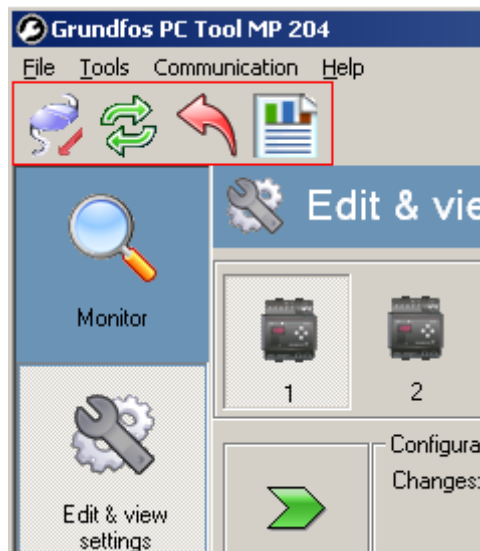 Grundfos PC Tool MP 204
File Tools Communication Help
Edit & vie
Monitor
1 2
Edit & view
settings
Configura
Changes: